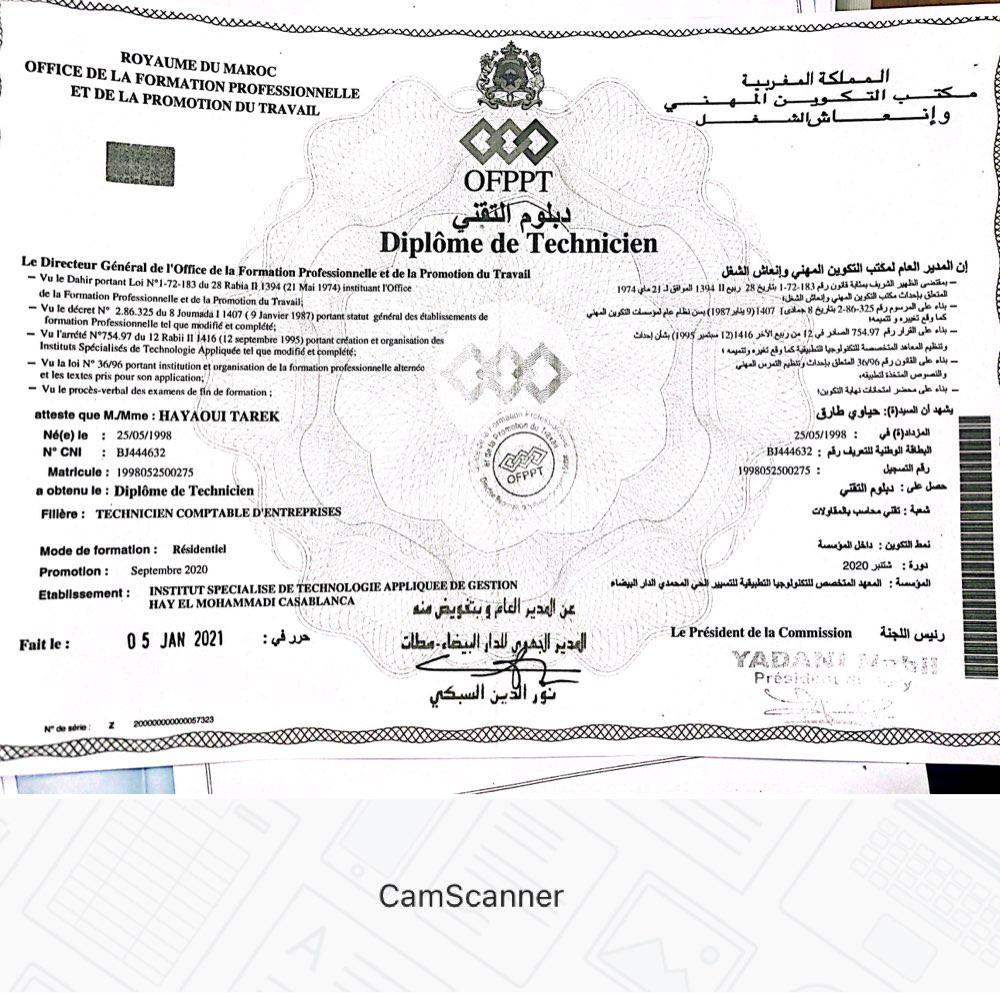 ROYAUME DU MAROC
OFFICE DE LA FORMATION PROFESSIONNELLE
ET DE LA PROMOTION DU TRAVAIL
المملكة المغربية
مكتب التكوين المهني
وإنعاش الشغل
OFPPT
دبلوم التقني
Diplôme de Technicien
Le Directeur Général de l'Office de la Formation Professionnelle et de la Promotion du Travail
– Vu le Dahir portant Loi N°1-72-183 du 28 Rabia II 1394 (21 Mai 1974) instituant l'Office
de la Formation Professionnelle et de la Promotion du Travail;
– Vu le décret N° 2.86.325 du 8 Joumada I 1407 ( 9 Janvier 1987) portant statut général des établissements de
formation Professionnelle tel que modifié et complété;
– Vu l'arrêté N°754.97 du 12 Rabii II 1416 (12 septembre 1995) portant création et organisation des
Instituts Spécialisés de Technologie Appliquée tel que modifié et complété;
– Vu la loi N° 36/96 portant institution et organisation de la formation professionnelle alternée
et les textes pris pour son application;
– Vu le procès-verbal des examens de fin de formation ;
إن المدير العام لمكتب التكوين المهني وإنعاش الشغل
– بمقتضى الظهير الشريف بمثابة قانون رقم 183-72-1 بتاريخ 28 ربيع II 1394 الموافق لـ 21 ماي 1974
المتعلق بإحداث مكتب التكوين المهني وإنعاش الشغل؛
– بناء على المرسوم رقم 325-86-2 بتاريخ 8 جمادى I 1407 (9 يناير 1987) بمن نظام عام لمؤسسات التكوين المهني
كما وقع تغييره و تتميمه؛
– بناء على القرار رقم 754.97 الصادر في 12 من ربيع الآخر 1416 (12 سبتمبر 1995) بشأن إحداث
وتنظيم المعاهد المتخصصة للتكنولوجيا التطبيقية كما وقع تغيره وتتميمه ؛
– بناء على القانون رقم 36/96 المتعلق بإحداث وتنظيم التمرس المهني
والنصوص المتخذة لتطبيقه،
– بناء على محضر امتحانات نهاية التكوين؛
atteste que M./Mme : HAYAOUI TAREK
Né(e) le : 25/05/1998
N° CNI : BJ444632
Matricule : 1998052500275
a obtenu le : Diplôme de Technicien
Filière : TECHNICIEN COMPTABLE D'ENTREPRISES
Mode de formation : Résidentiel
Promotion : Septembre 2020
Etablissement : INSTITUT SPECIALISE DE TECHNOLOGIE APPLIQUEE DE GESTION
HAY EL MOHAMMADI CASABLANCA
يشهد أن السيد(ة): حياوي طارق
المزداد(ة) في : 25/05/1998
البطاقة الوطنية للتعريف رقم : BJ444632
رقم التسجيل : 1998052500275
حصل على : دبلوم التقني
شعبة : تقني محاسب بالمقاولات
نمط التكوين : داخل المؤسسة
دورة : شتنبر 2020
المؤسسة : المعهد المتخصص للتكنولوجيا التطبيقية للتسيير الحي المحمدي الدار البيضاء
OFPPT
عن المدير العام و بتفويض منه
المدير الجهوي للدار البيضاء-سطات
نور الدين السبكي
Fait le : 05 JAN 2021 حرر في :
Le Président de la Commission رئيس اللجنة
YADANI
Président
N° de série : Z 200000000000057323
CamScanner